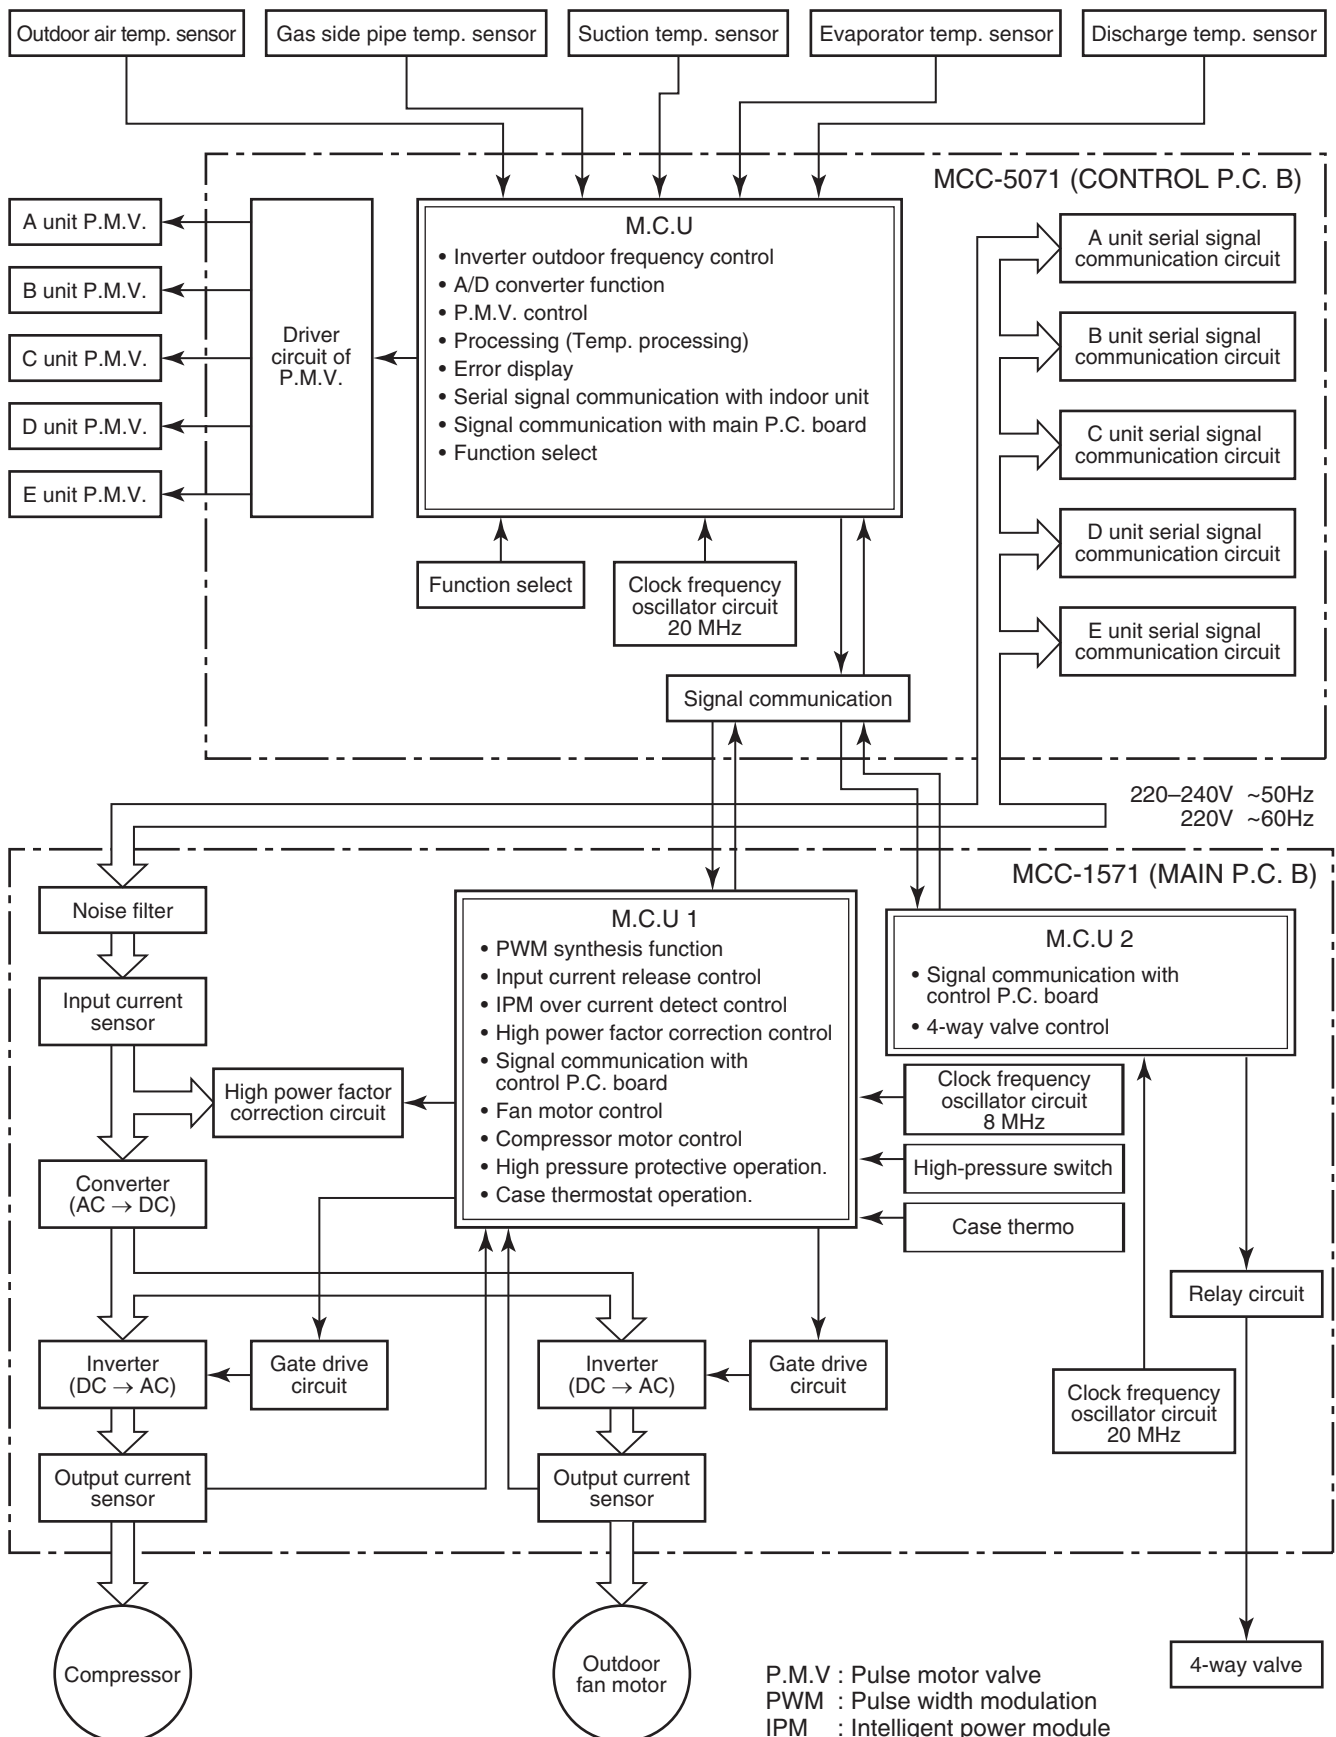 Outdoor air temp. sensor
Gas side pipe temp. sensor
Suction temp. sensor
Evaporator temp. sensor
Discharge temp. sensor
MCC-5071 (CONTROL P.C. B)
A unit P.M.V.
B unit P.M.V.
C unit P.M.V.
D unit P.M.V.
E unit P.M.V.
Driver
circuit of
P.M.V.
M.C.U
• Inverter outdoor frequency control
• A/D converter function
• P.M.V. control
• Processing (Temp. processing)
• Error display
• Serial signal communication with indoor unit
• Signal communication with main P.C. board
• Function select
A unit serial signal
communication circuit
B unit serial signal
communication circuit
C unit serial signal
communication circuit
D unit serial signal
communication circuit
E unit serial signal
communication circuit
Function select
Clock frequency
oscillator circuit
20 MHz
Signal communication
220–240V ~50Hz
220V ~60Hz
MCC-1571 (MAIN P.C. B)
Noise filter
Input current
sensor
High power factor
correction circuit
Converter
(AC → DC)
M.C.U 1
• PWM synthesis function
• Input current release control
• IPM over current detect control
• High power factor correction control
• Signal communication with
control P.C. board
• Fan motor control
• Compressor motor control
• High pressure protective operation.
• Case thermostat operation.
M.C.U 2
• Signal communication with
control P.C. board
• 4-way valve control
Clock frequency
oscillator circuit
8 MHz
High-pressure switch
Case thermo
Relay circuit
Inverter
(DC → AC)
Gate drive
circuit
Inverter
(DC → AC)
Gate drive
circuit
Clock frequency
oscillator circuit
20 MHz
Output current
sensor
Output current
sensor
Compressor
Outdoor
fan motor
4-way valve
P.M.V : Pulse motor valve
PWM : Pulse width modulation
IPM : Intelligent power module